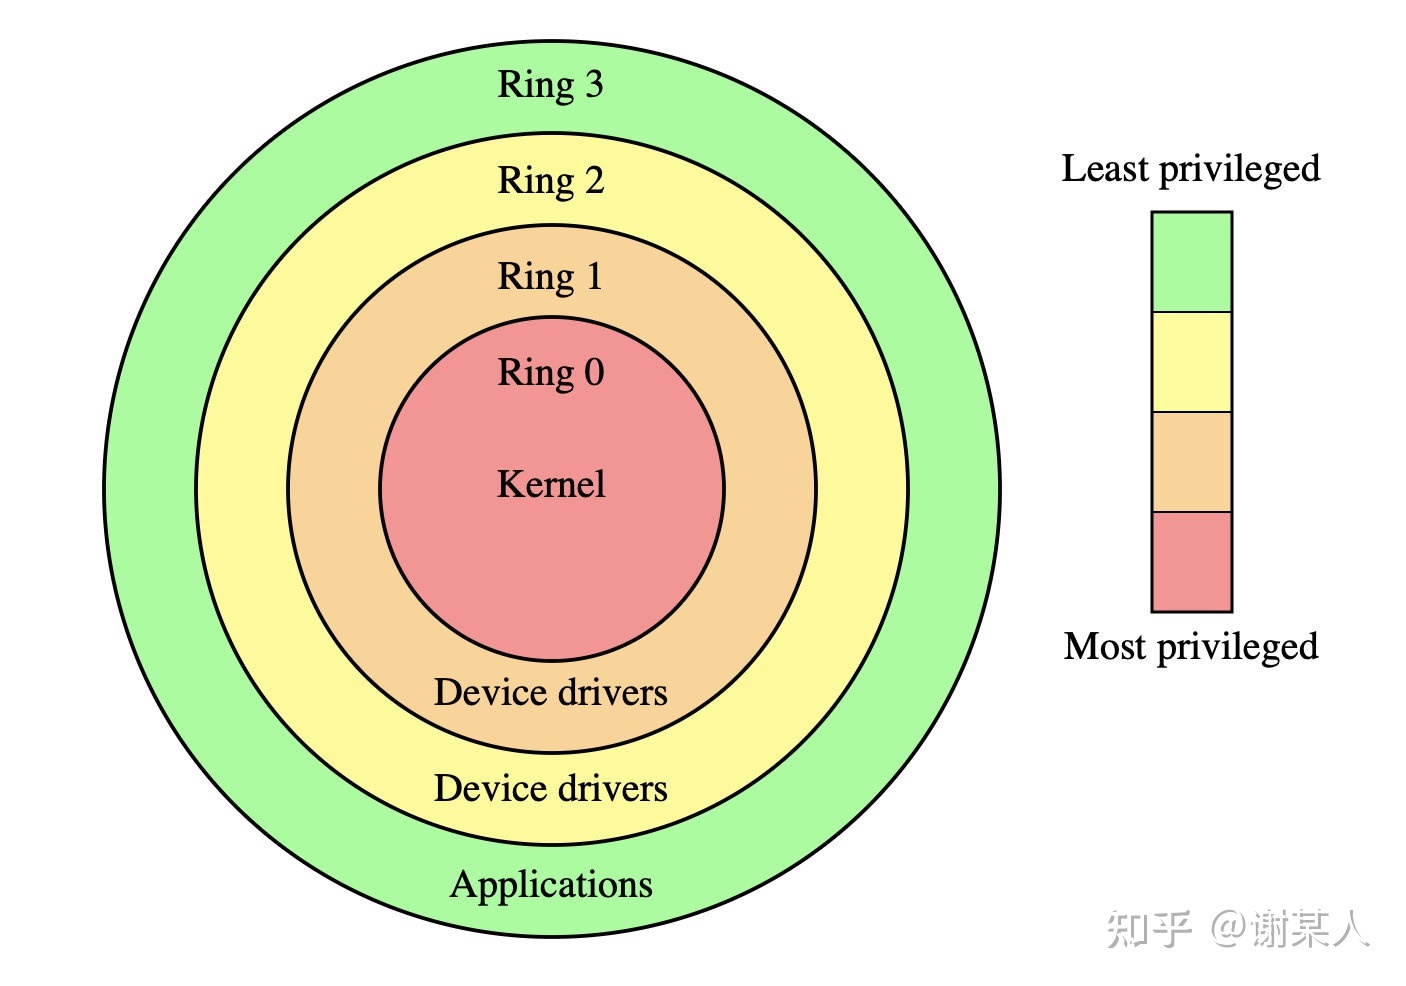 Ring 3
Ring 2
Ring 1
Ring 0
Kernel
Device drivers
Device drivers
Applications
Least privileged
Most privileged
知乎 @谢某人